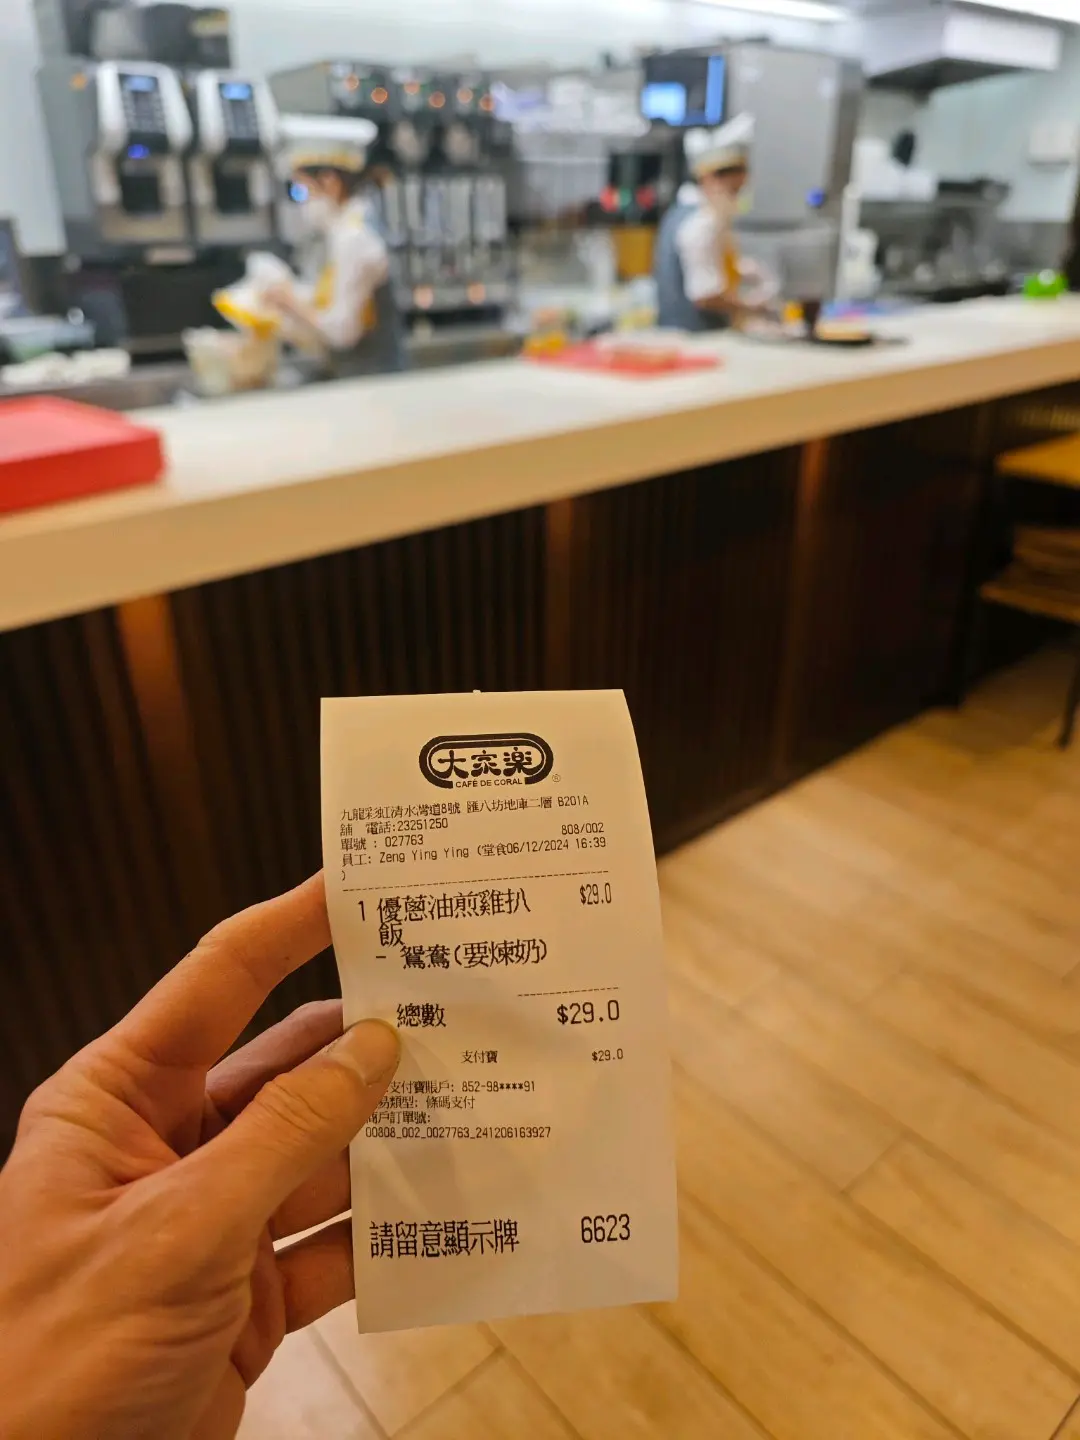 大家樂
CAFÉ DE CORAL ®
九龍彩虹清水灣道8號 匯八坊地庫二層 B201A
舖 電話:23251250
單號 : 027763 808/002
員工: Zeng Ying Ying (堂食06/12/2024 16:39
)
1 優蔥油煎雞扒 $29.0
飯
- 鴛鴦(要煉奶)
總數 $29.0
支付寶 $29.0
支付寶賬戶: 852-98****91
易類型: 條碼支付
商戶訂單號:
00808_002_0027763_241206163927
請留意顯示牌 6623